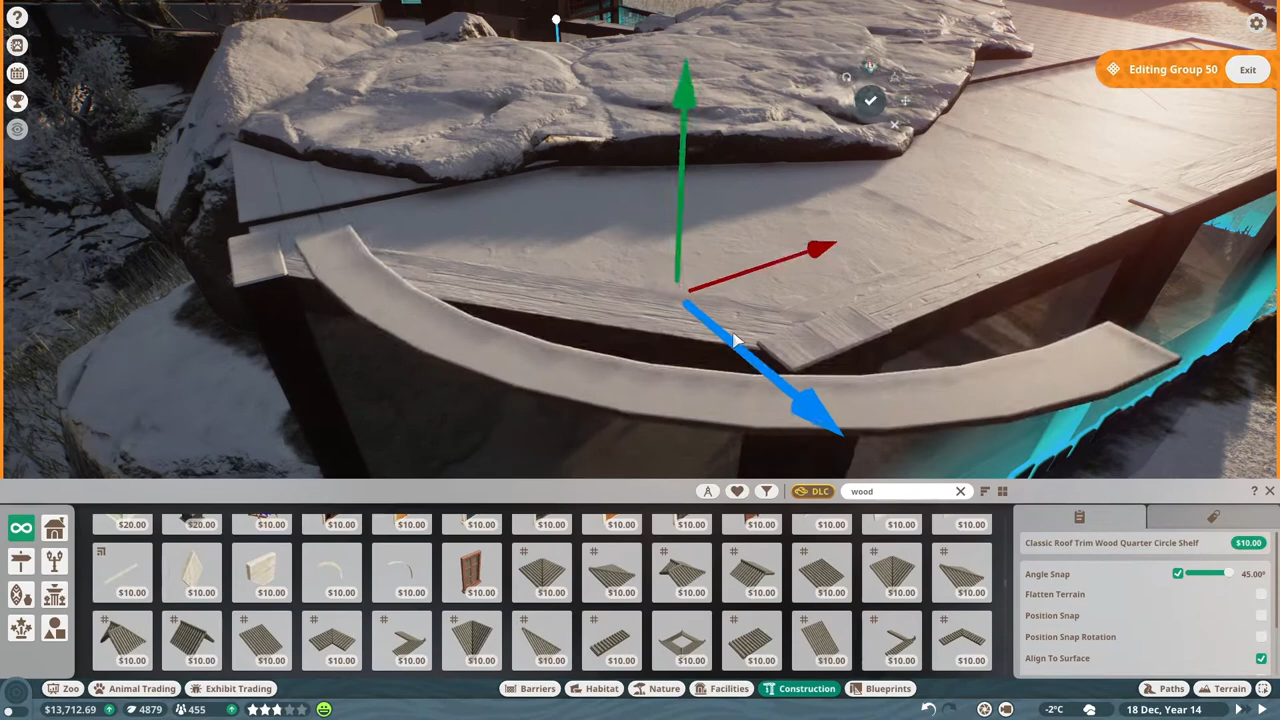 Editing Group 50 Exit
DLC wood
? ×
$20.00 $20.00 $10.00 $10.00 $10.00 $10.00 $10.00 $10.00 $10.00 $10.00 $10.00 $10.00 $10.00
Classic Roof Trim Wood Quarter Circle Shelf $10.00
Angle Snap 45.00°
$10.00 $10.00 $10.00 $10.00 $10.00 $10.00 $10.00 $10.00 $10.00 $10.00 $10.00 $10.00 $10.00
Flatten Terrain
Position Snap
Position Snap Rotation
Align To Surface
$10.00 $10.00 $10.00 $10.00 $10.00 $10.00 $10.00 $10.00 $10.00 $10.00 $10.00 $10.00 $10.00
Zoo Animal Trading Exhibit Trading Barriers Habitat Nature Facilities Construction Blueprints Paths Terrain
$13,712.69 4879 455 -2°C 18 Dec, Year 14